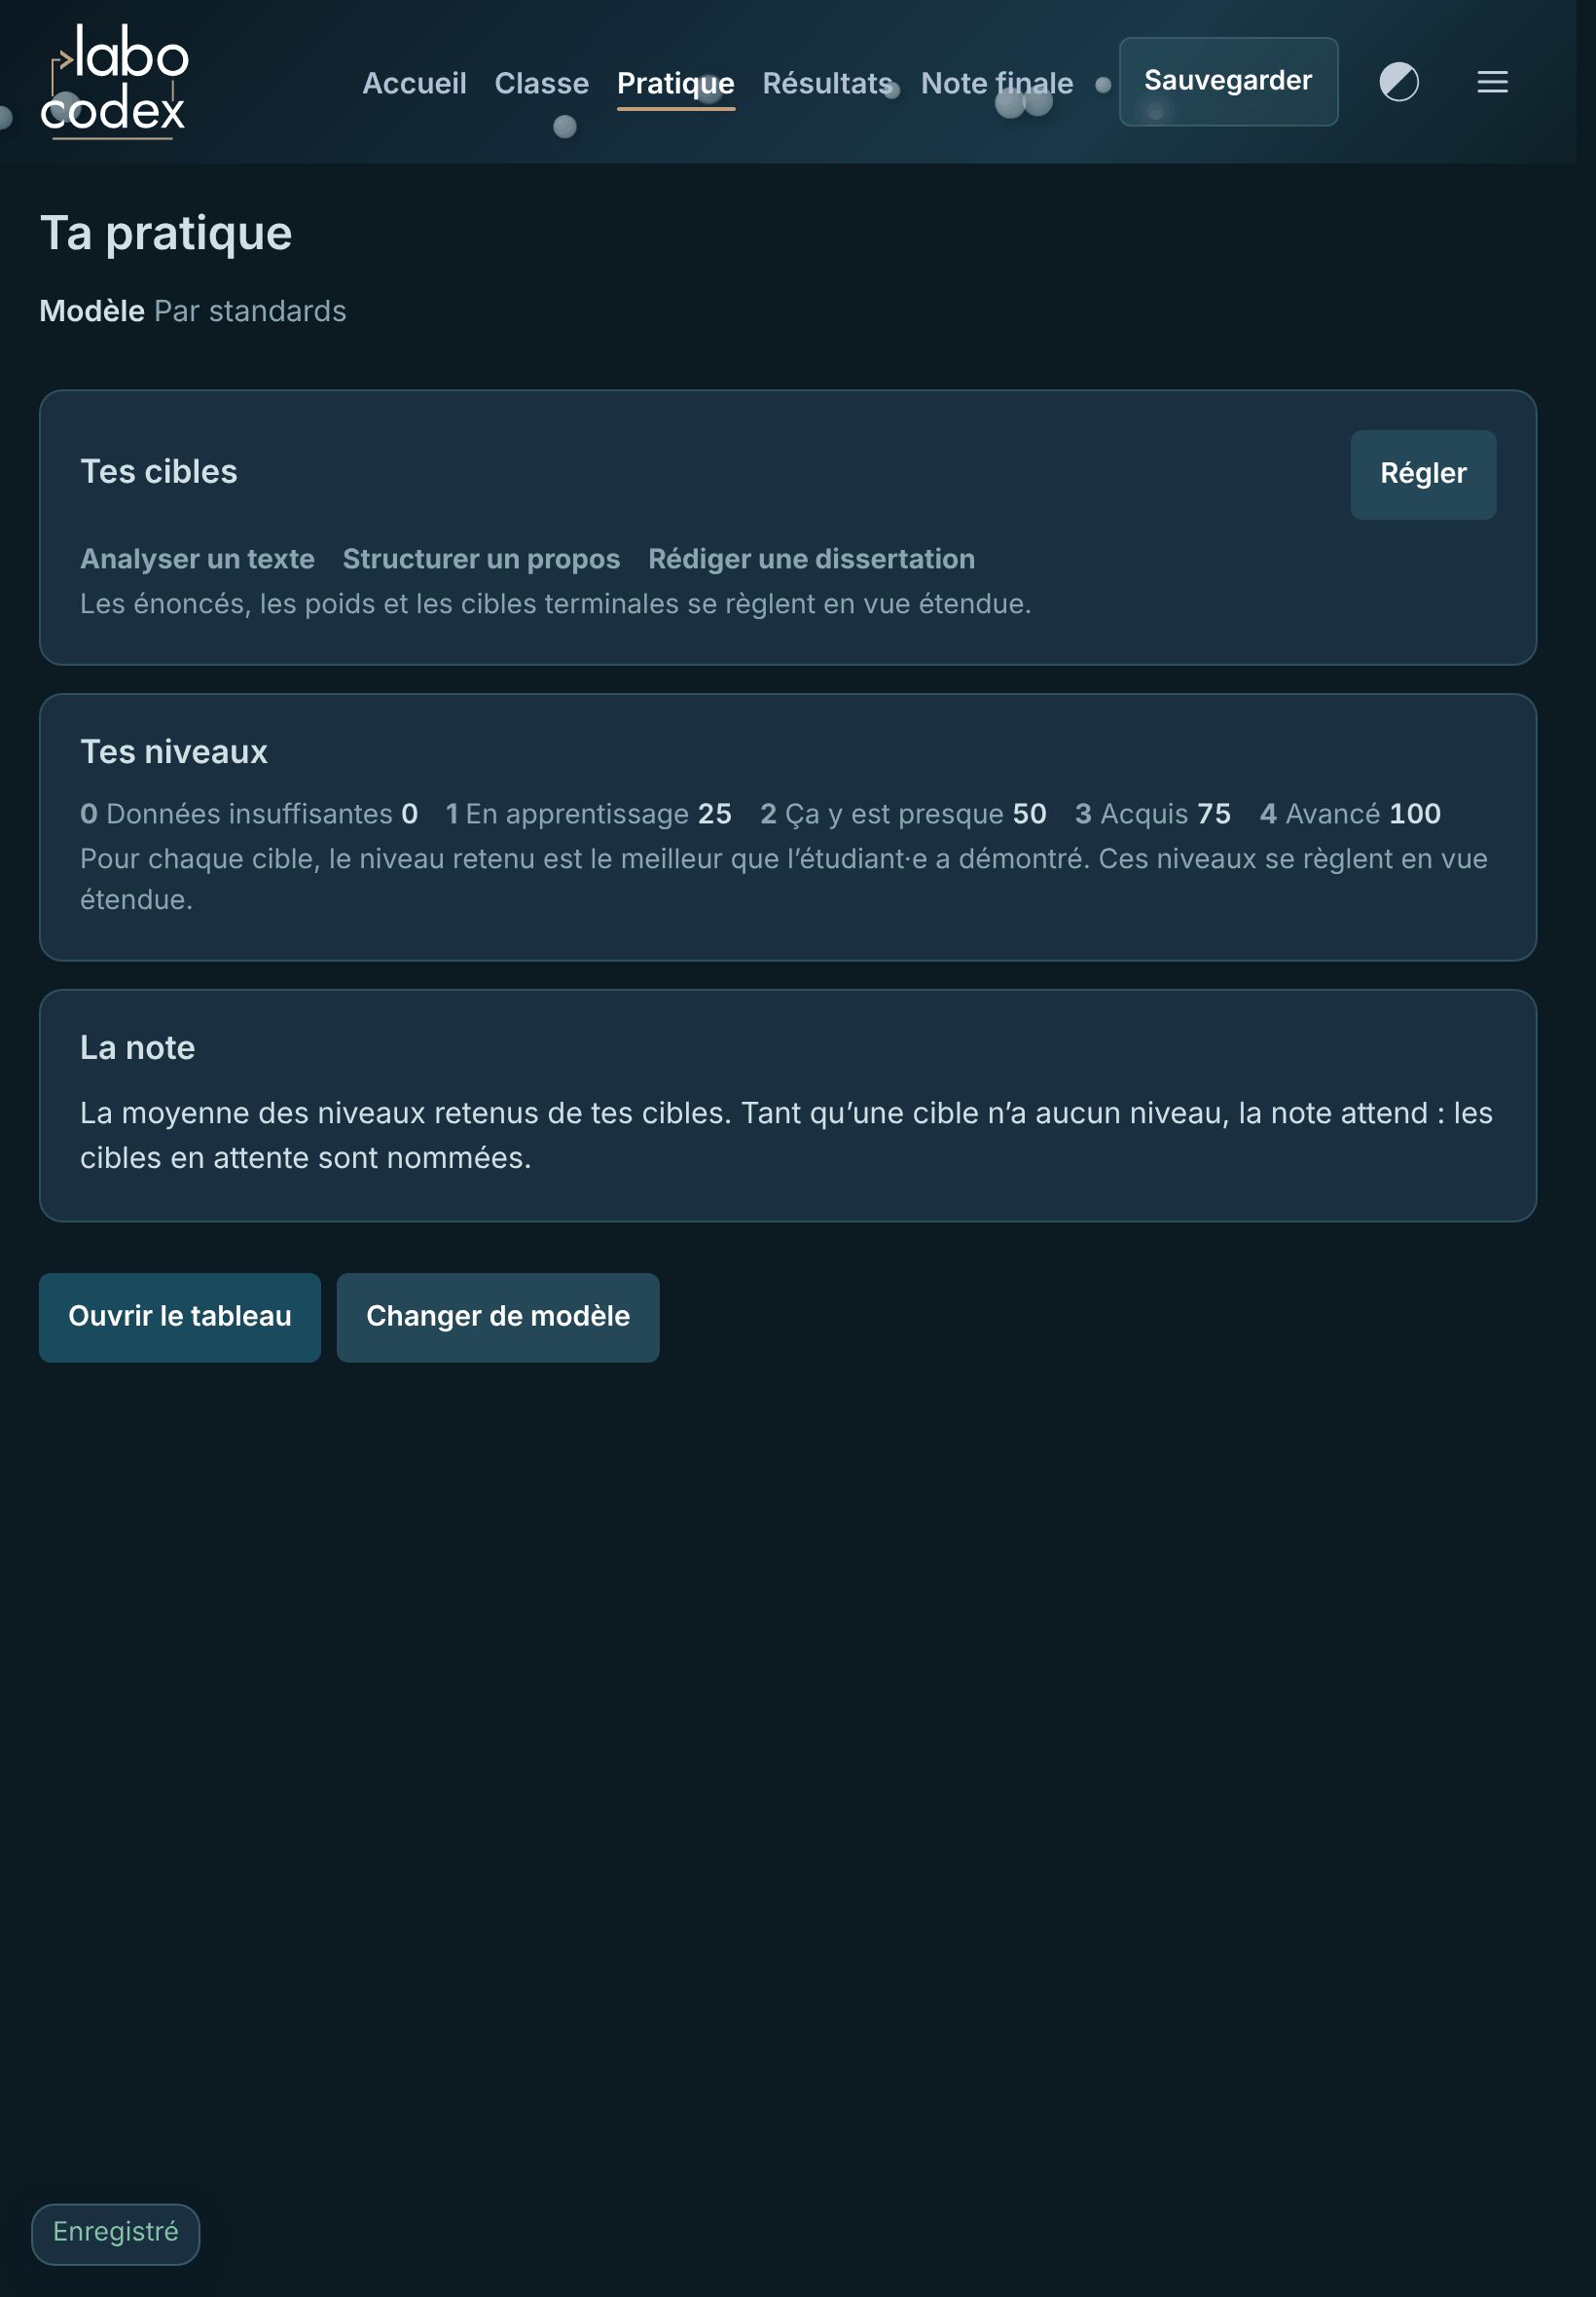 labo
codex
Accueil Classe Pratique Résultats Note finale Sauvegarder
Ta pratique
Modèle Par standards
Tes cibles
Régler
Analyser un texte Structurer un propos Rédiger une dissertation
Les énoncés, les poids et les cibles terminales se règlent en vue étendue.
Tes niveaux
0 Données insuffisantes 0 1 En apprentissage 25 2 Ça y est presque 50 3 Acquis 75 4 Avancé 100
Pour chaque cible, le niveau retenu est le meilleur que l’étudiant·e a démontré. Ces niveaux se règlent en vue
étendue.
La note
La moyenne des niveaux retenus de tes cibles. Tant qu’une cible n’a aucun niveau, la note attend : les
cibles en attente sont nommées.
Ouvrir le tableau Changer de modèle
Enregistré